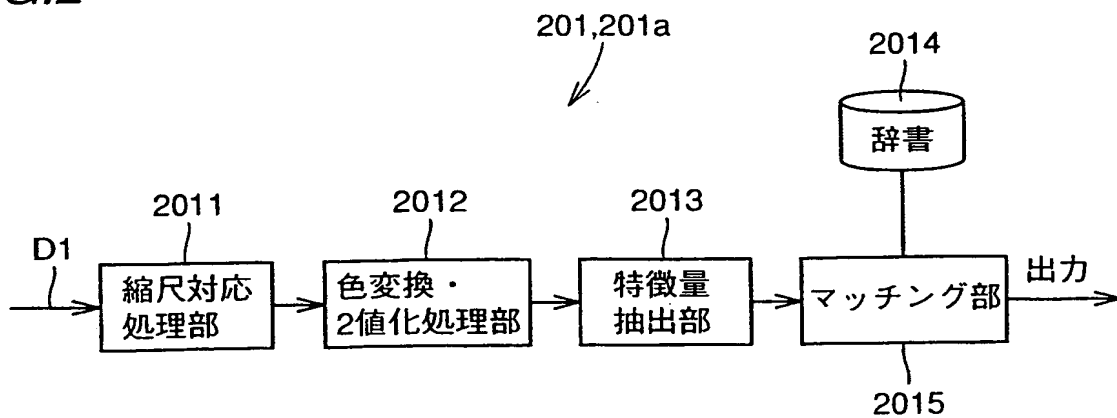 201,201a
2014
辞書
2011
2012
2013
D1
縮尺対応
処理部
色変換・
2値化処理部
特徴量
抽出部
マッチング部
出力
2015